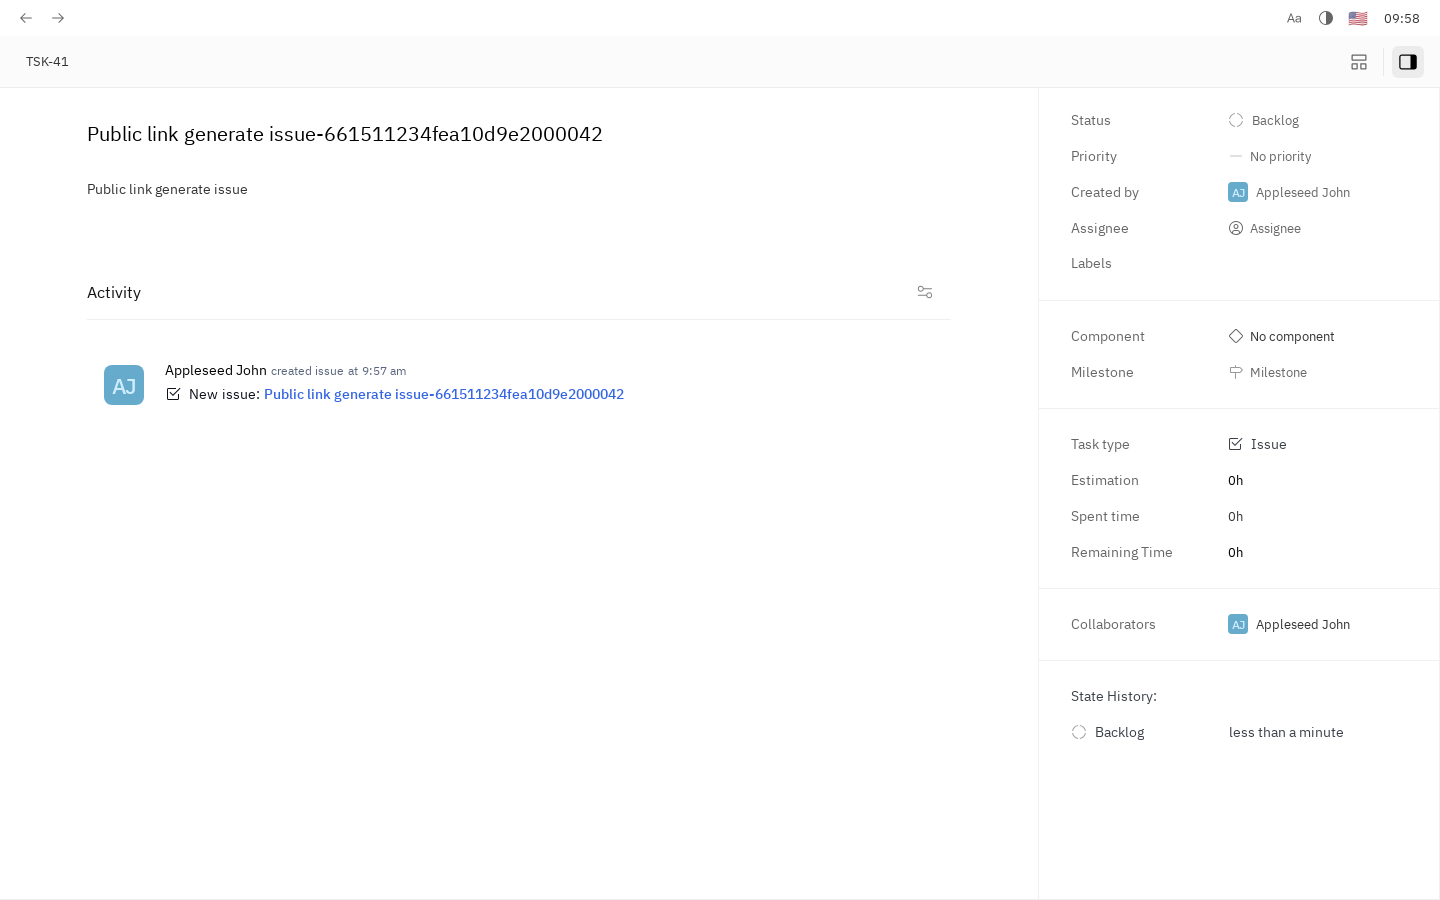 Aa
09:58
TSK-41
Public link generate issue-661511234fea10d9e2000042
Public link generate issue
Activity
AJ
Appleseed John created issue at 9:57 am
New issue: Public link generate issue-661511234fea10d9e2000042
Status Backlog
Priority No priority
Created by AJ Appleseed John
Assignee Assignee
Labels
Component No component
Milestone Milestone
Task type Issue
Estimation 0h
Spent time 0h
Remaining Time 0h
Collaborators AJ Appleseed John
State History:
Backlog less than a minute